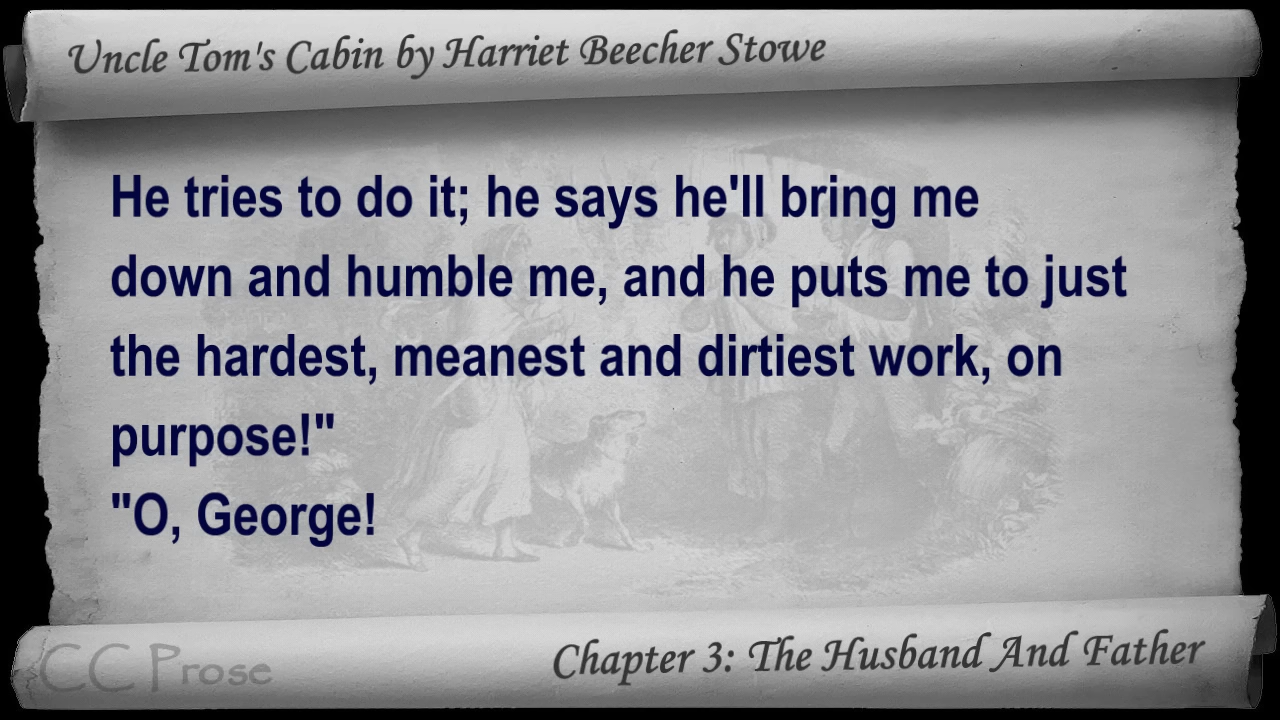 Uncle Tom's Cabin by Harriet Beecher Stowe
He tries to do it; he says he'll bring me
down and humble me, and he puts me to just
the hardest, meanest and dirtiest work, on
purpose!"
"O, George!
CC Prose
Chapter 3: The Husband And Father